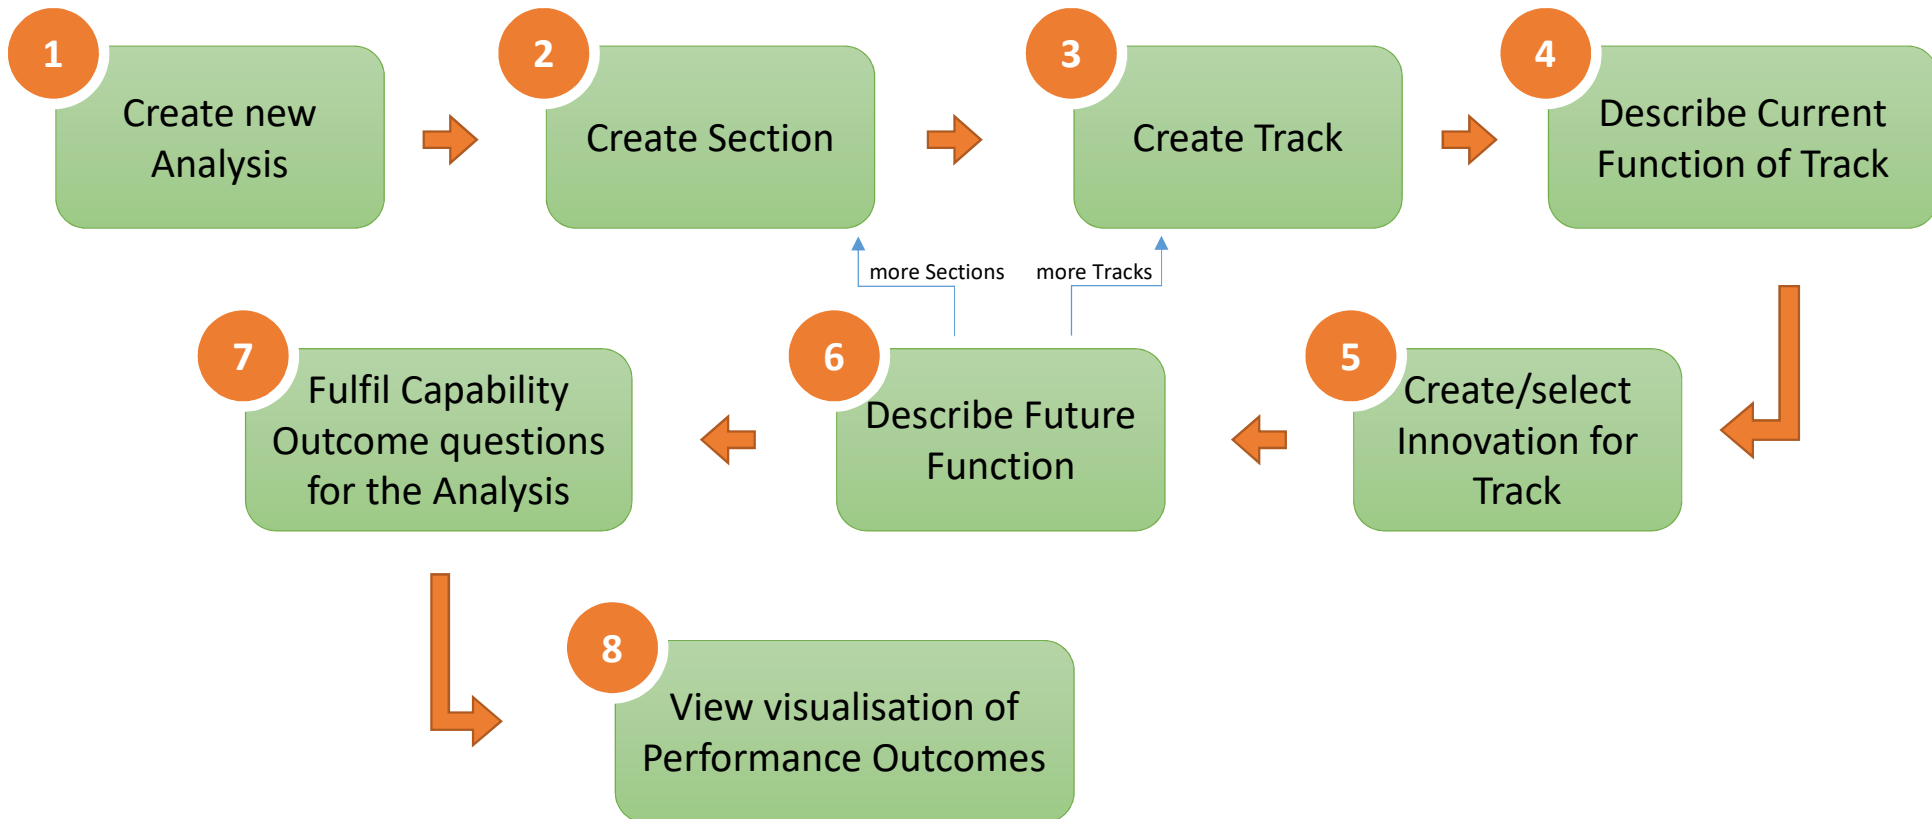 1
Create new
Analysis
2
Create Section
3
Create Track
4
Describe Current
Function of Track
more Sections
more Tracks
5
Create/select
Innovation for
Track
6
Describe Future
Function
7
Fulfil Capability
Outcome questions
for the Analysis
8
View visualisation of
Performance Outcomes